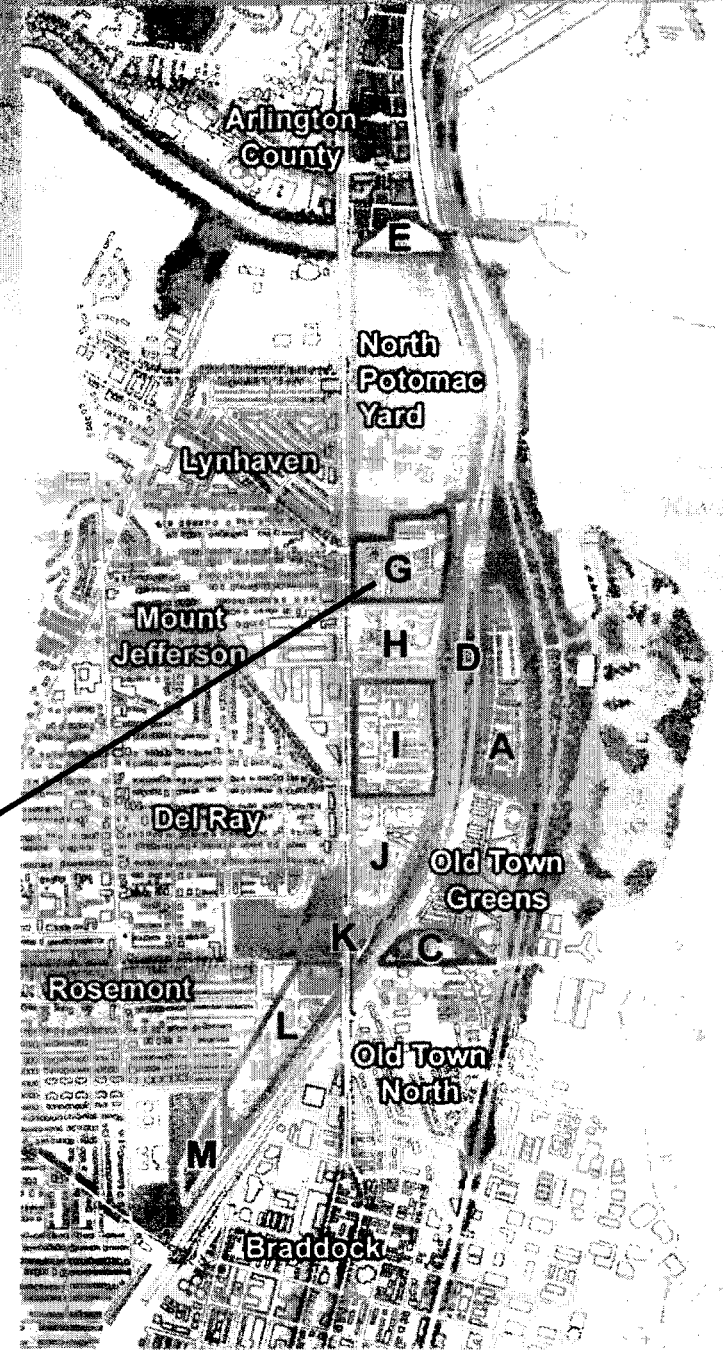 Arlington
County
E
North
Potomac
Yard
Lynhaven
G
Mount
Jefferson
H
D
I
A
Del Ray
J
Old Town
Greens
K
C
Rosemont
L
Old Town
North
M
Braddock